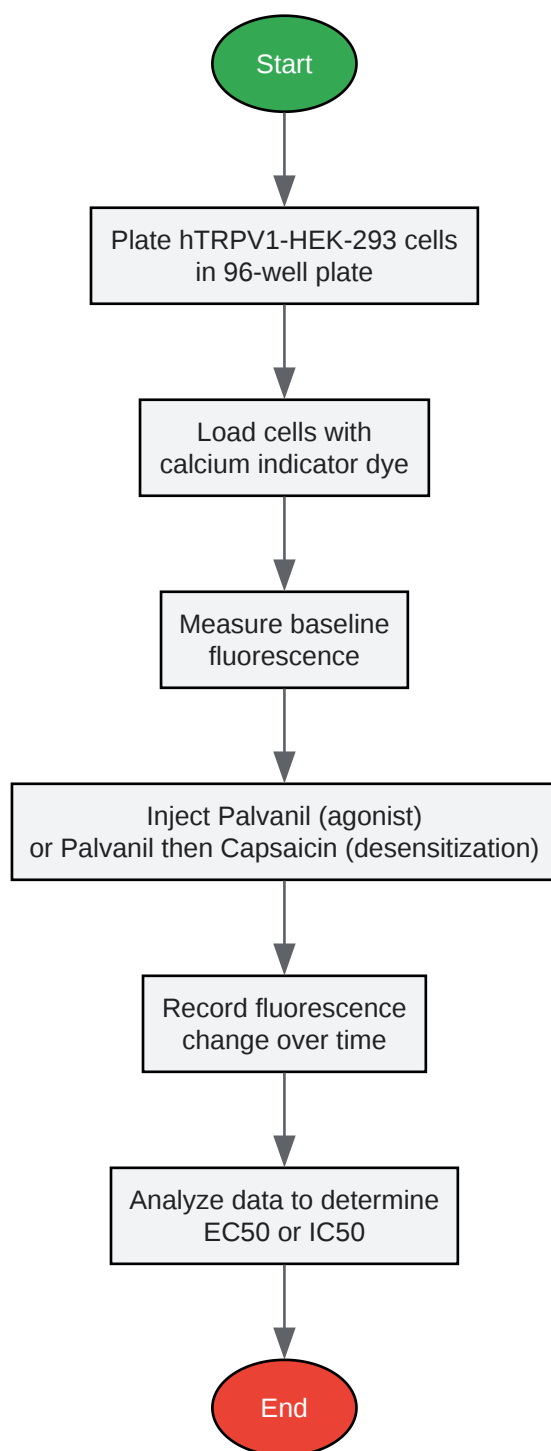 Start
Plate hTRPV1-HEK-293 cells
in 96-well plate
Load cells with
calcium indicator dye
Measure baseline
fluorescence
Inject Palvanil (agonist)
or Palvanil then Capsaicin (desensitization)
Record fluorescence
change over time
Analyze data to determine
EC50 or IC50
End